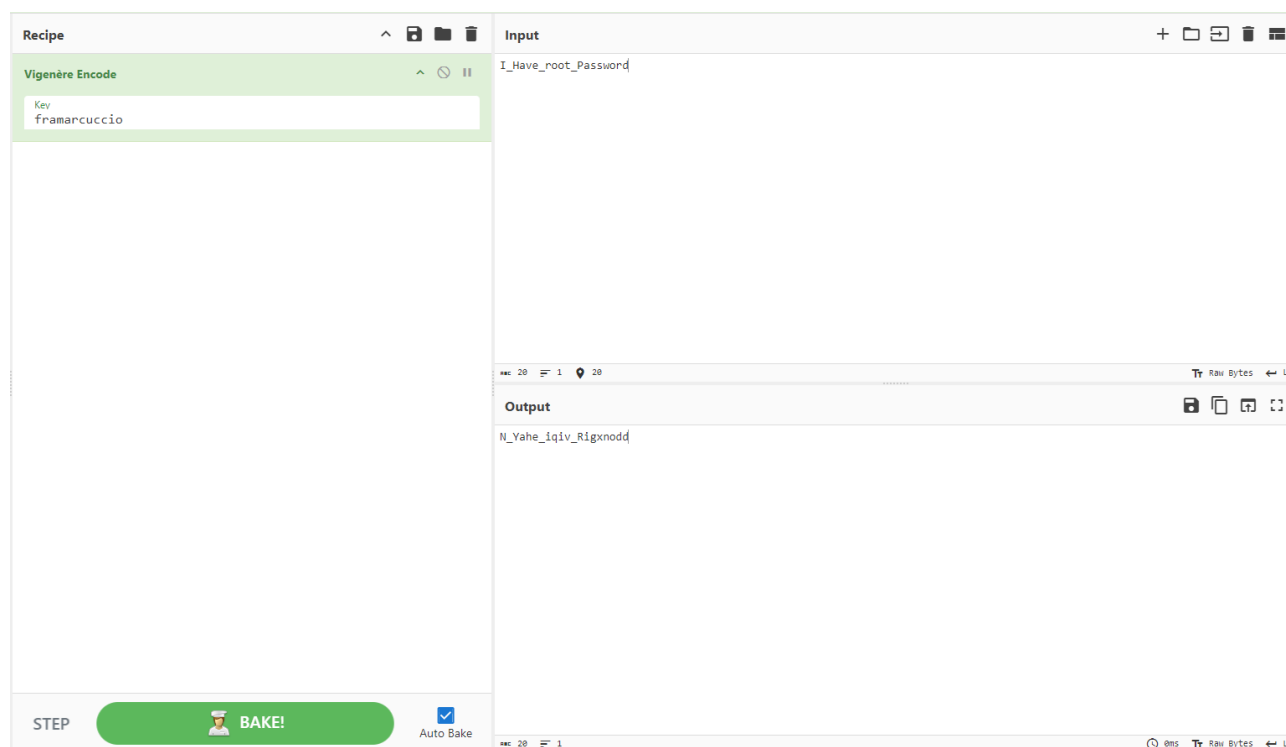 Recipe
Vigenère Encode
Key
framarcuccio
STEP
BAKE!
Auto Bake
Input
I_Have_root_Password
20 1 20
Raw Bytes
Output
N_Yahe_iqiv_Rigxnodd
20 1
0ms Raw Bytes